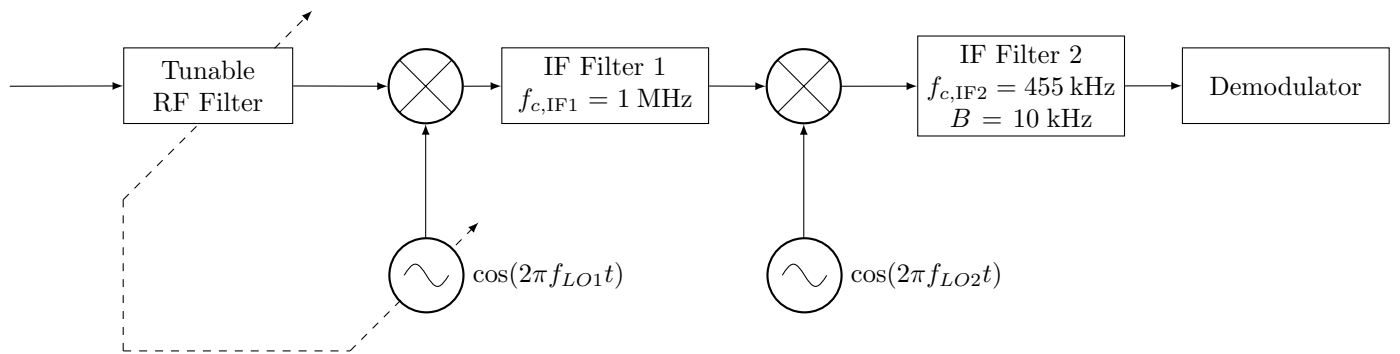 Tunable
RF Filter
IF Filter 1
f_{c,IF1} = 1 MHz
IF Filter 2
f_{c,IF2} = 455 kHz
B = 10 kHz
Demodulator
cos(2πf_{LO1}t)
cos(2πf_{LO2}t)